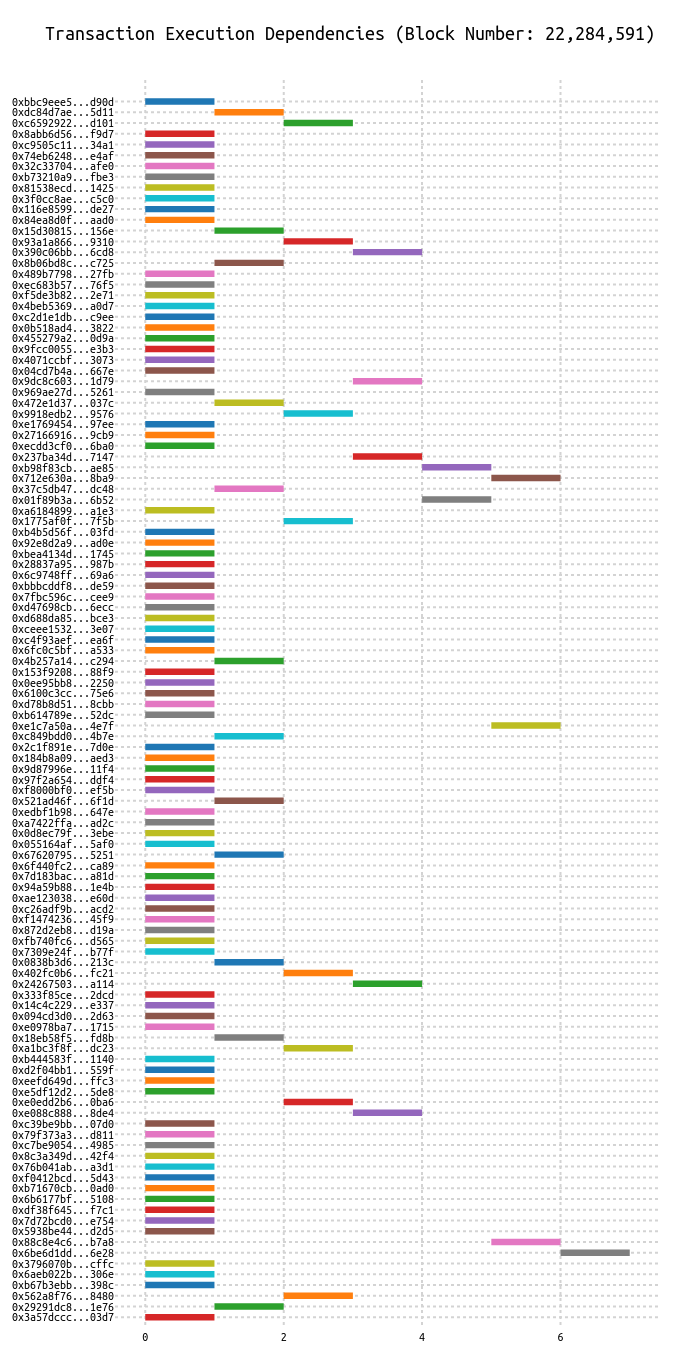 Transaction Execution Dependencies (Block Number: 22,284,591)
0xbbc9eee5...d90d
0xdc84d7ae...5d11
0xc6592922...d101
0x8abb6d56...f9d7
0xc9505c11...34a1
0x74eb6248...e4af
0x32c33704...afe0
0xb73210a9...fbe3
0x81538ecd...1425
0x3f0cc8ae...c5c0
0x116e8599...de27
0x84ea8d0f...aad0
0x15d30815...156e
0x93a1a866...9310
0x390c06bb...6cd8
0x8b06bd8c...c725
0x489b7798...27fb
0xec683b57...76f5
0xf5de3b82...2e71
0x4beb5369...a0d7
0xc2d1e1db...c9ee
0x0b518ad4...3822
0x455279a2...0d9a
0x9fcc0055...e3b3
0x4071ccbf...3073
0x04cd7b4a...667e
0x9dc8c603...1d79
0x969ae27d...5261
0x472e1d37...037c
0x9918edb2...9576
0xe1769454...97ee
0x27166916...9cb9
0xecdd3cf0...6ba0
0x237ba34d...7147
0xb98f83cb...ae85
0x712e630a...8ba9
0x37c5db47...dc48
0x01f89b3a...6b52
0xa6184899...a1e3
0x1775af0f...7f5b
0xb4b5d56f...03fd
0x92e8d2a9...ad0e
0xbea4134d...1745
0x28837a95...987b
0x6c9748ff...69a6
0xbbbcddf8...de59
0x7fbc596c...cee9
0xd47698cb...6ecc
0xd688da85...bce3
0xceee1532...3e07
0xc4f93aef...ea6f
0x6fc0c5bf...a533
0x4b257a14...c294
0x153f9208...88f9
0x0ee95bb8...2250
0x6100c3cc...75e6
0xd78b8d51...8cbb
0xb614789e...52dc
0xe1c7a50a...4e7f
0xc849bdd0...4b7e
0x2c1f891e...7d0e
0x184b8a09...aed3
0x9d87996e...11f4
0x97f2a654...ddf4
0xf8000bf0...ef5b
0x521ad46f...6f1d
0xedbf1b98...647e
0xa7422ffa...ad2c
0x0d8ec79f...3ebe
0x055164af...5af0
0x67620795...5251
0x6f440fc2...ca89
0x7d183bac...a81d
0x94a59b88...1e4b
0xae123038...e60d
0xc26adf9b...acd2
0xf1474236...45f9
0x872d2eb8...d19a
0xfb740fc6...d565
0x7309e24f...b77f
0x0838b3d6...213c
0x402fc0b6...fc21
0x24267503...a114
0x333f85ce...2dcd
0x14c4c229...e337
0x094cd3d0...2d63
0xe0978ba7...1715
0x18eb58f5...fd8b
0xa1bc3f8f...dc23
0xb444583f...1140
0xd2f04bb1...559f
0xeefd649d...ffc3
0xe5df12d2...5de8
0xe0edd2b6...0ba6
0xe088c888...8de4
0xc39be9bb...07d0
0x79f373a3...d811
0xc7be9054...4985
0x8c3a349d...42f4
0x76b041ab...a3d1
0xf0412bcd...5d43
0xb71670cb...0ad0
0x6b6177bf...5108
0xdf38f645...f7c1
0x7d72bcd0...e754
0x5938be44...d2d5
0x88c8e4c6...b7a8
0x6be6d1dd...6e28
0x3796070b...cffc
0x6aeb022b...306e
0xb67b3ebb...398c
0x562a8f76...8480
0x29291dc8...1e76
0x3a57dccc...03d7
0 2 4 6